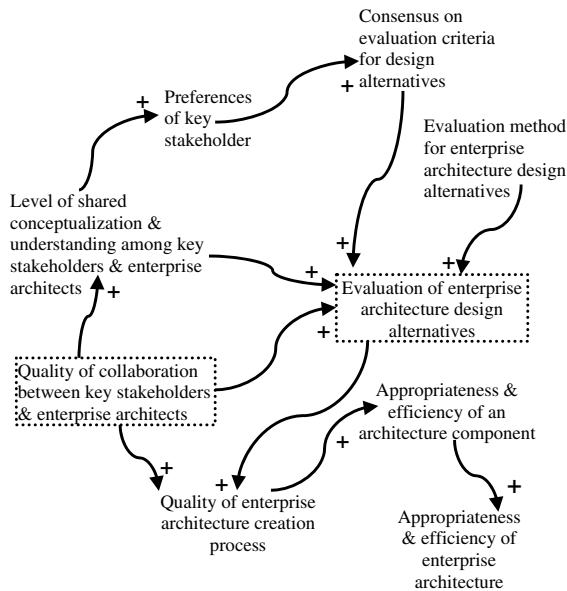 Consensus on
evaluation criteria
for design
alternatives
+
+
Preferences
of key
stakeholder
Evaluation method
for enterprise
architecture design
alternatives
Level of shared
conceptualization &
understanding among key
stakeholders & enterprise
architects
+
+
+
+
Evaluation of enterprise
architecture design
alternatives
+
Quality of collaboration
between key stakeholders
& enterprise architects
Appropriateness &
efficiency of an
architecture component
+
+
+
Quality of enterprise
architecture creation
process
+
Appropriateness
& efficiency of
enterprise
architecture